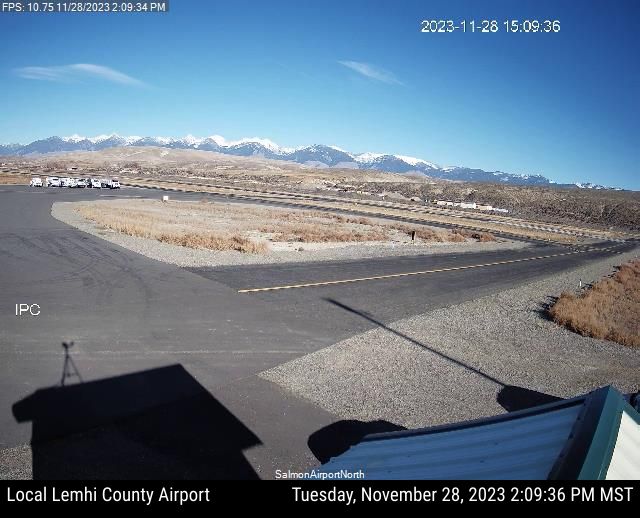 FPS: 10.75 11/28/2023 2:09:34 PM
2023-11-28 15:09:36
IPC
SalmonAirportNorth
Local Lemhi County Airport
Tuesday, November 28, 2023 2:09:36 PM MST